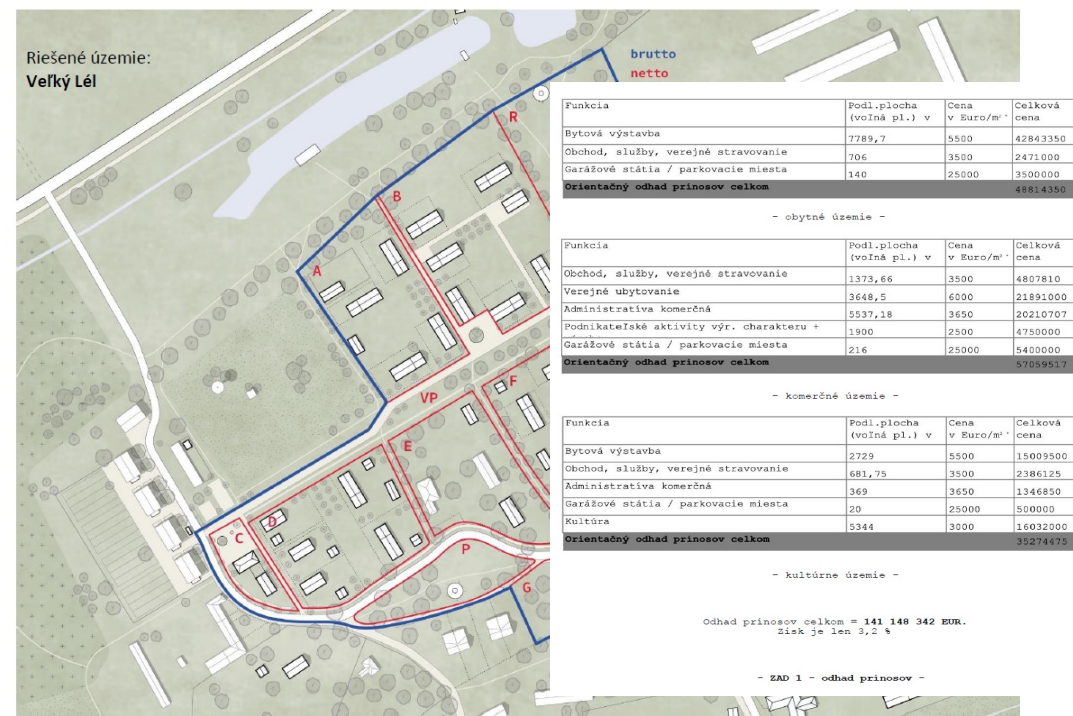 Riešené územie:
Veľký Lél
brutto
netto
R
B
A
F
VP
E
D
C
P
G
Funkcia Podl.plocha Cena Celková
(voľná pl.) v v Euro/m² cena
Bytová výstavba 7789,7 5500 42843350
Obchod, služby, verejné stravovanie 706 3500 2471000
Garážové státia / parkovacie miesta 140 25000 3500000
Orientačný odhad prínosov celkom 48814350
- obytné územie -
Funkcia Podl.plocha Cena Celková
(voľná pl.) v v Euro/m² cena
Obchod, služby, verejné stravovanie 1373,66 3500 4807810
Verejné ubytovanie 3648,5 6000 21891000
Administratíva komerčná 5537,18 3650 20210707
Podnikateľské aktivity výr. charakteru + 1900 2500 4750000
Garážové státia / parkovacie miesta 216 25000 5400000
Orientačný odhad prínosov celkom 57059517
- komerčné územie -
Funkcia Podl.plocha Cena Celková
(voľná pl.) v v Euro/m² cena
Bytová výstavba 2729 5500 15009500
Obchod, služby, verejné stravovanie 681,75 3500 2386125
Administratíva komerčná 369 3650 1346850
Garážové státia / parkovacie miesta 20 25000 500000
Kultúra 5344 3000 16032000
Orientačný odhad prínosov celkom 35274475
- kultúrne územie -
Odhad prínosov celkom = 141 148 342 EUR.
Zisk je len 3,2 %
- ZAD 1 - odhad prínosov -